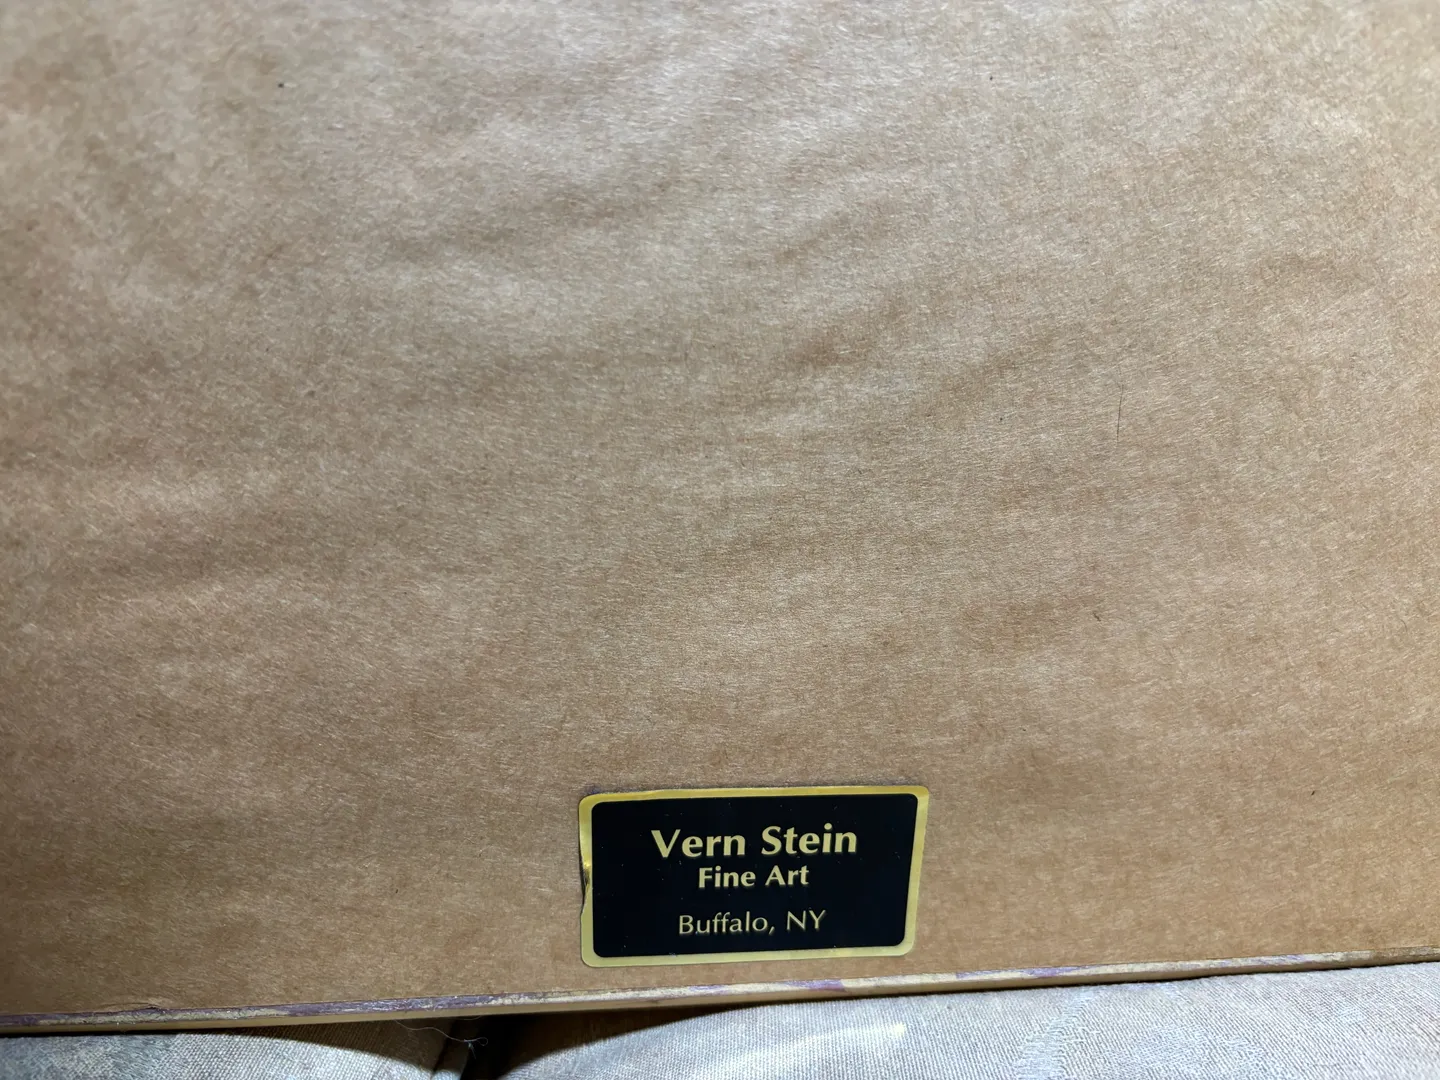 Vern Stein
Fine Art
Buffalo, NY